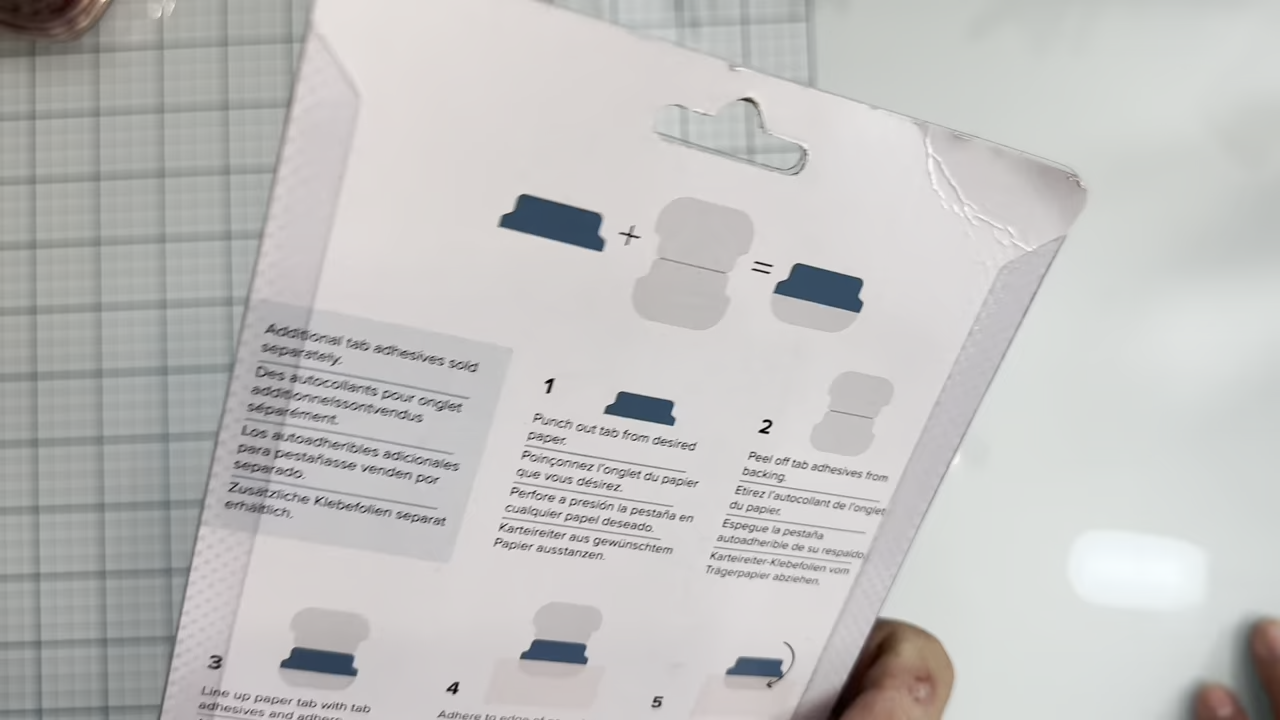 +
=
Additional tab adhesives sold
separately.
Des autocollants pour onglet
additionnelssontvendus
séparément.
Los autoadheribles adicionales
para pestañasse venden por
separado.
Zusätzliche Klebefolien separat
erhältlich.
1
Punch out tab from desired
paper.
Poinçonnez l'onglet du papier
que vous désirez.
Perfore a presión la pestaña en
cualquier papel deseado.
Karteireiter aus gewünschtem
Papier ausstanzen.
2
Peel off tab adhesives from
backing.
Etirez l'autocollant de l'onglet
du papier.
Espegue la pestaña
autoadherible de su respaldo.
Karteireiter-Klebefolien vom
Trägerpapier abziehen.
3
Line up paper tab with tab
adhesives and adhere
4
Adhere to edge of
5